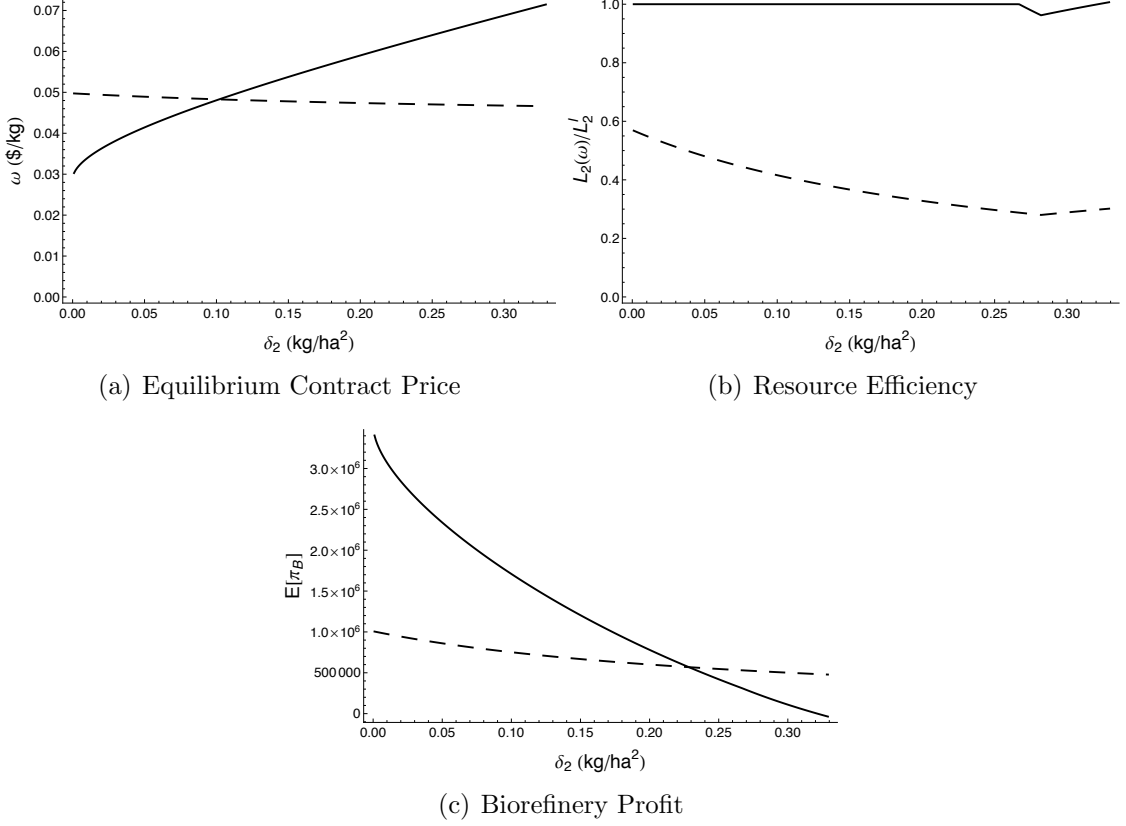 0.07
0.06
0.05
0.04
0.03
0.02
0.01
0.00
ω ($/kg)
0.00 0.05 0.10 0.15 0.20 0.25 0.30
δ₂ (kg/ha²)
(a) Equilibrium Contract Price
1.0
0.8
0.6
0.4
0.2
0.0
L₂(ω)/L₂ᴵ
0.00 0.05 0.10 0.15 0.20 0.25 0.30
δ₂ (kg/ha²)
(b) Resource Efficiency
3.0×10⁶
2.5×10⁶
2.0×10⁶
1.5×10⁶
1.0×10⁶
500000
0
E[π_B]
0.00 0.05 0.10 0.15 0.20 0.25 0.30
δ₂ (kg/ha²)
(c) Biorefinery Profit